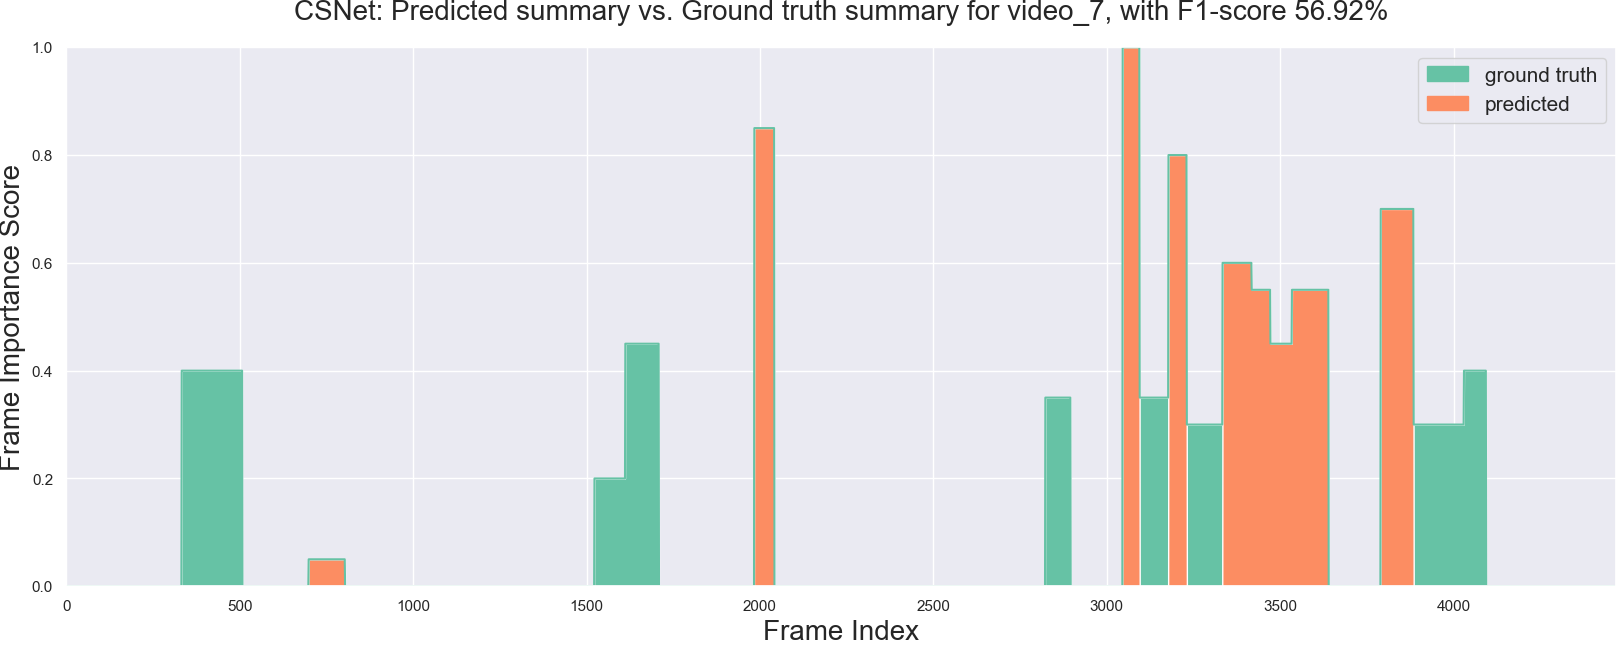 CSNet: Predicted summary vs. Ground truth summary for video_7, with F1-score 56.92%
ground truth
predicted
Frame Importance Score
1.0
0.8
0.6
0.4
0.2
0.0
0 500 1000 1500 2000 2500 3000 3500 4000
Frame Index